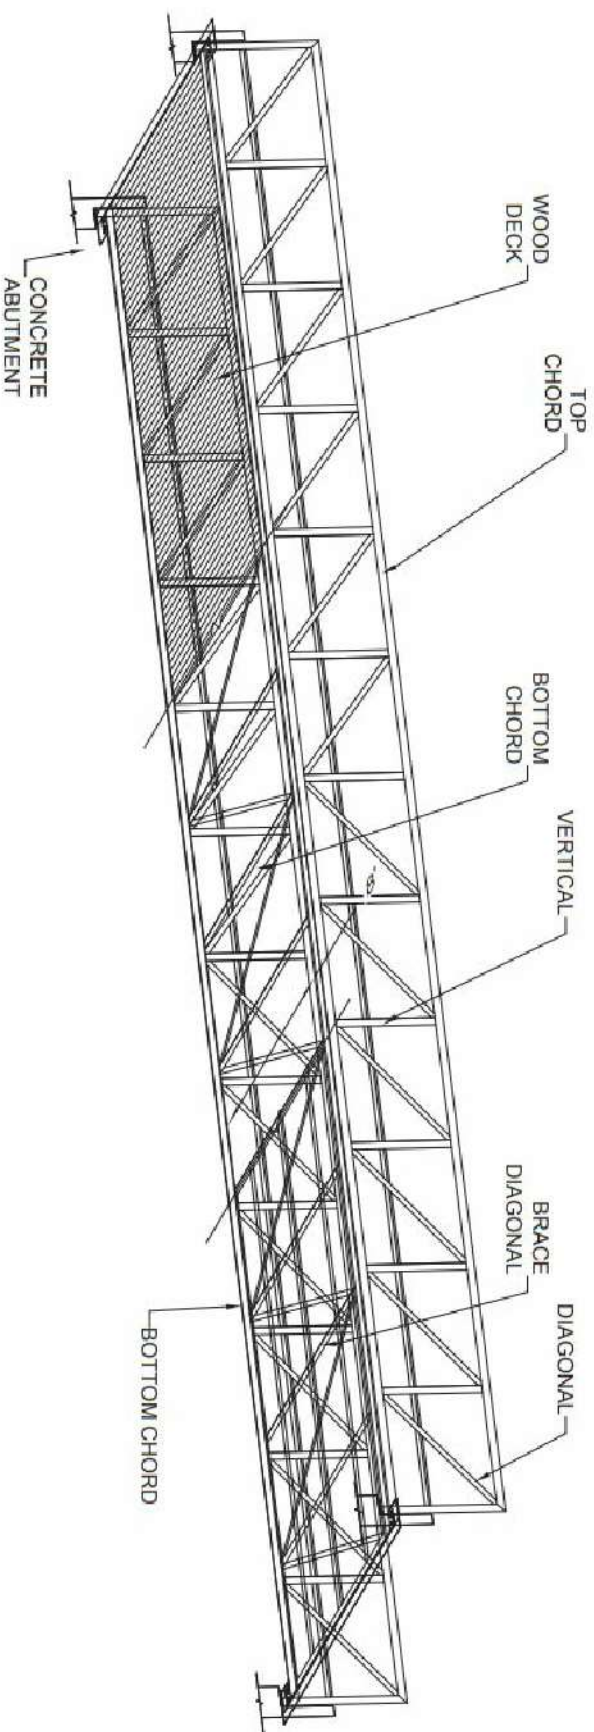 WOOD
DECK
TOP
CHORD
BOTTOM
CHORD
VERTICAL
BRACE
DIAGONAL
DIAGONAL
CONCRETE
ABUTMENT
BOTTOM CHORD